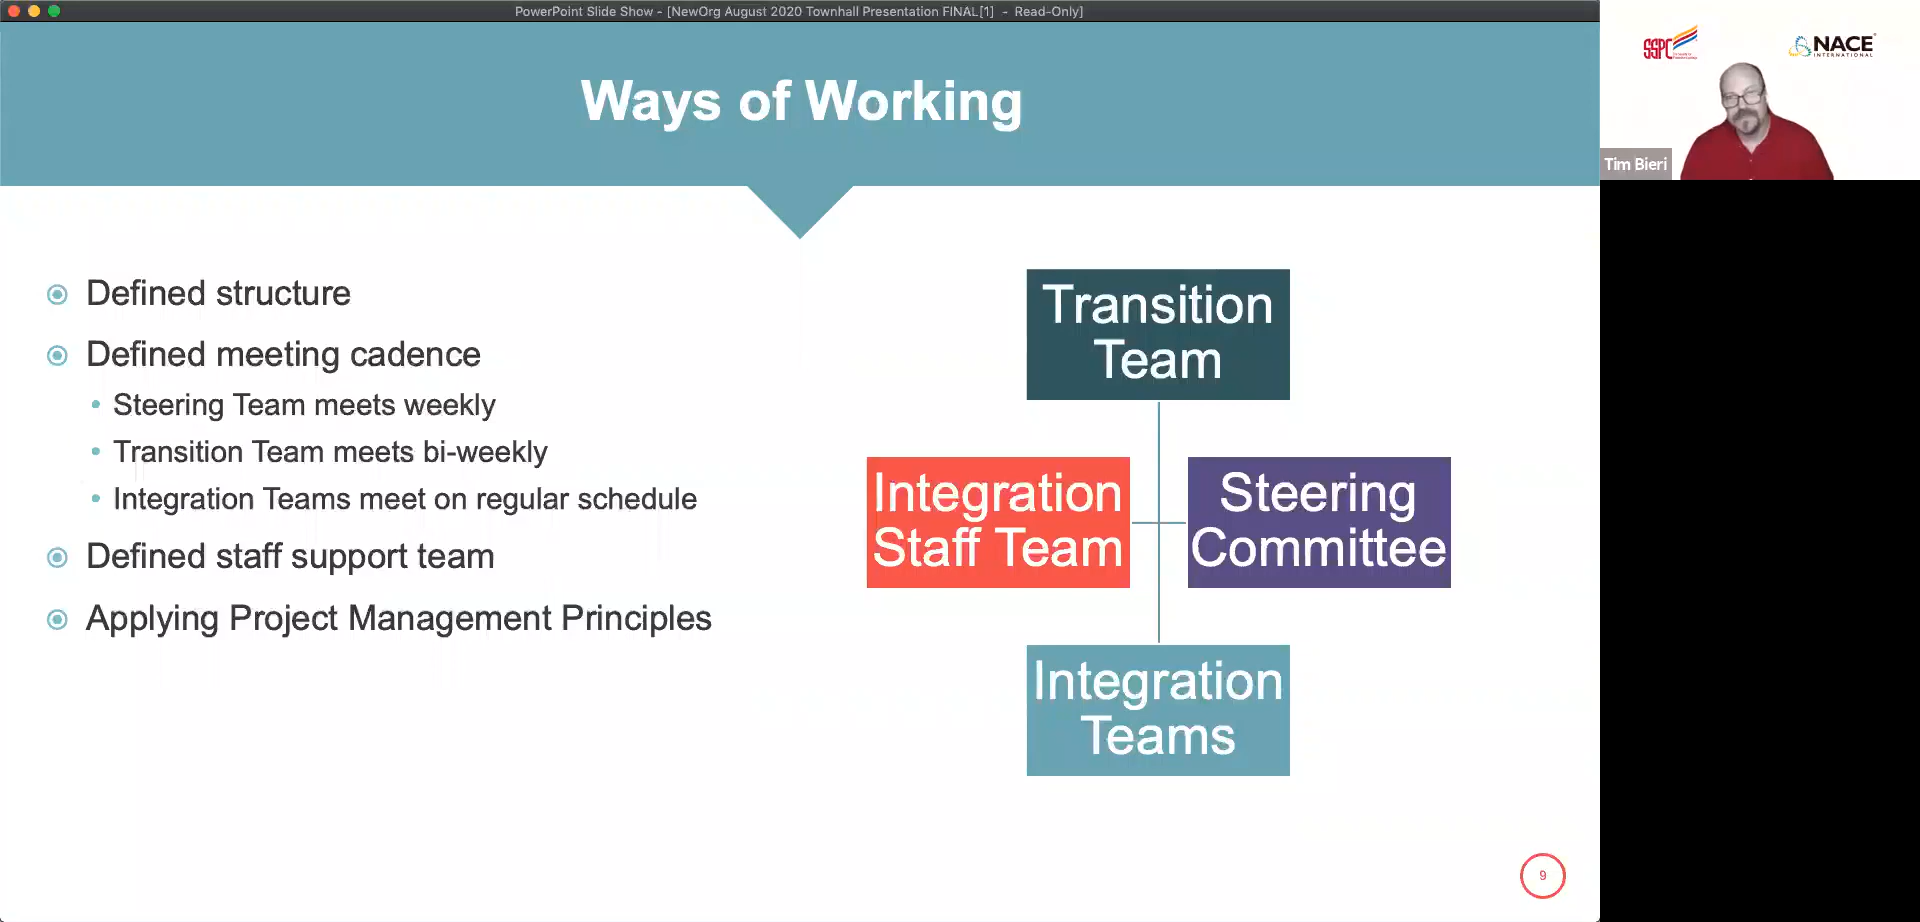 PowerPoint Slide Show - [NewOrg August 2020 Townhall Presentation FINAL[1] - Read-Only]
Ways of Working
Defined structure
Defined meeting cadence
Steering Team meets weekly
Transition Team meets bi-weekly
Integration Teams meet on regular schedule
Defined staff support team
Applying Project Management Principles
Transition
Team
Integration
Staff Team
Steering
Committee
Integration
Teams
9
SSPC
NACE
INTERNATIONAL
Tim Bieri